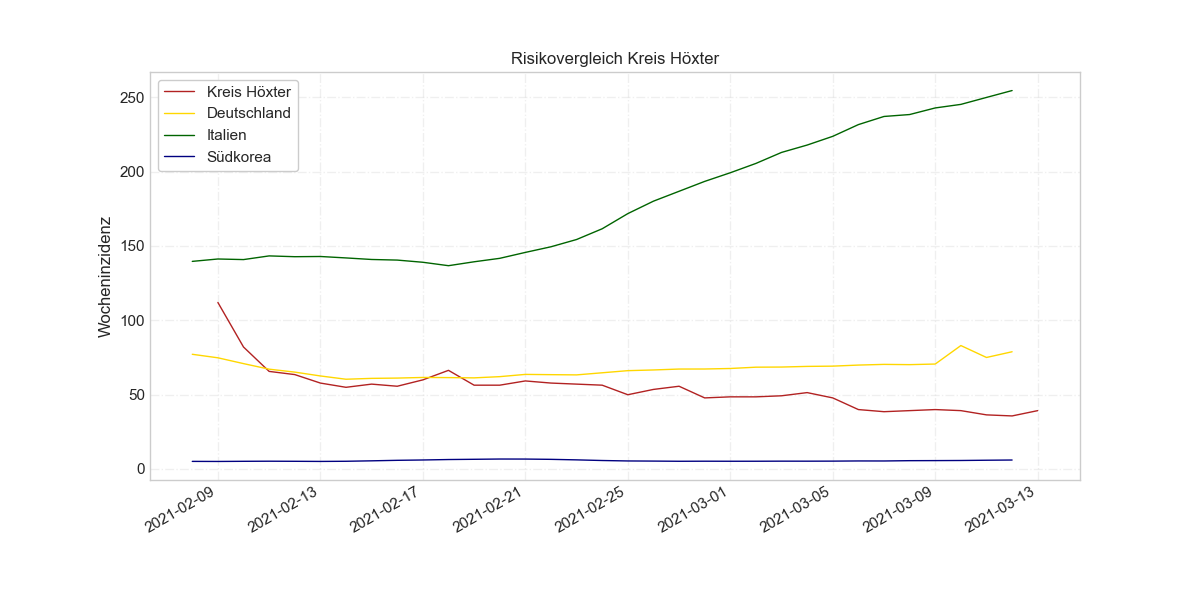 Risikovergleich Kreis Höxter
Kreis Höxter
Deutschland
Italien
Südkorea
Wocheninzidenz
250
200
150
100
50
0
2021-02-09
2021-02-13
2021-02-17
2021-02-21
2021-02-25
2021-03-01
2021-03-05
2021-03-09
2021-03-13